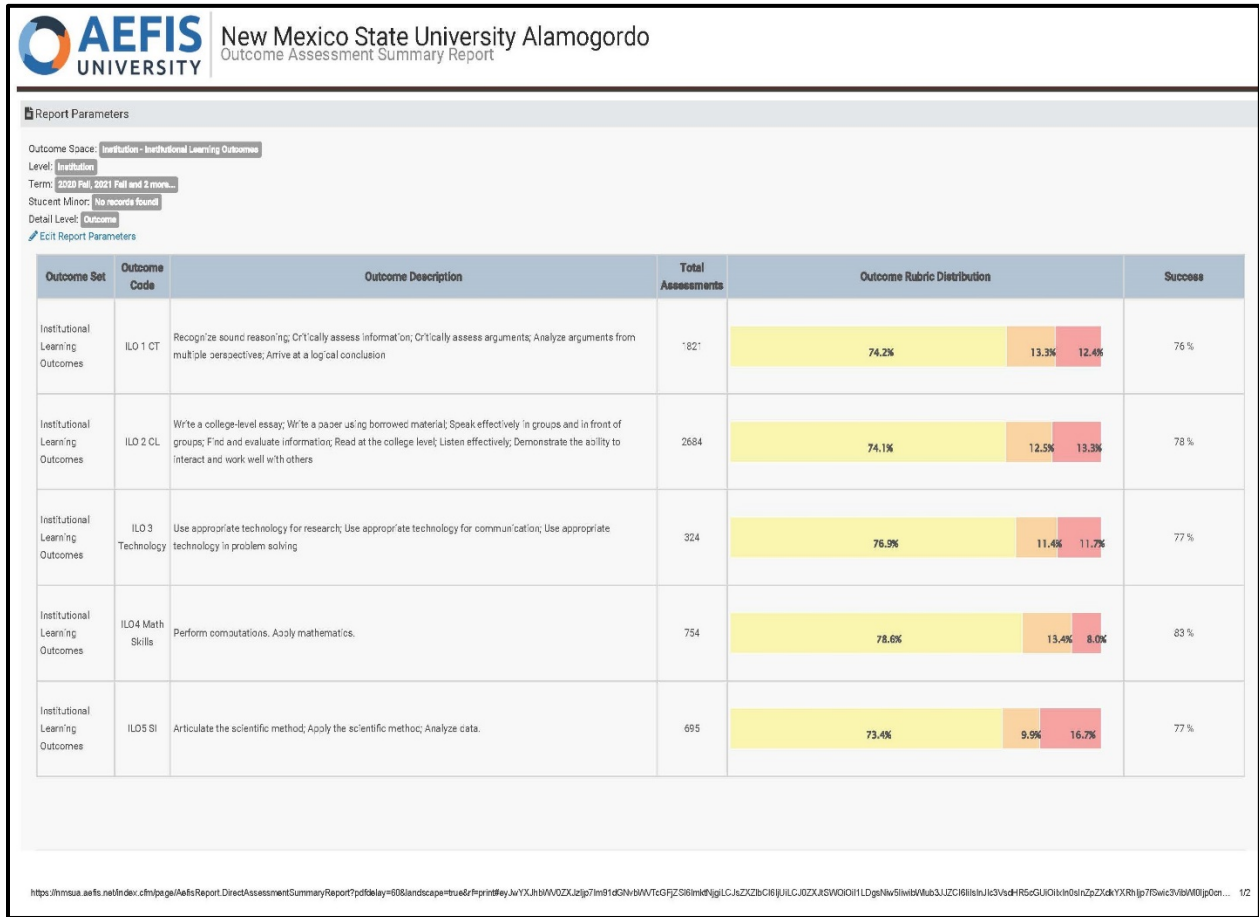 AEFIS
UNIVERSITY
New Mexico State University Alamogordo
Outcome Assessment Summary Report
Report Parameters
Outcome Space: Institution - Institutional Learning Outcomes
Level: Institution
Term: 2020 Fall, 2021 Fall and 2 more...
Stucent Minor: No records found!
Detail Level: Outcome
Edit Report Parameters
Outcome Set
Outcome
Code
Outcome Description
Total
Assessments
Outcome Rubric Distribution
Success
Institutional
Learning
Outcomes
ILO 1 CT
Recognize sound reasoning; Critically assess information; Critically assess arguments; Analyze arguments from
multiple perspectives; Arrive at a logical conclusion
1821
74.2% 13.3% 12.4%
76 %
Institutional
Learning
Outcomes
ILO 2 CL
Write a college-level essay; Write a paper using borrowed material; Speak effectively in groups and in front of
groups; Find and evaluate information; Read at the college level; Listen effectively; Demonstrate the ability to
interact and work well with others
2684
74.1% 12.5% 13.3%
78 %
Institutional
Learning
Outcomes
ILO 3
Technology
Use appropriate technology for research; Use appropriate technology for communication; Use appropriate
technology in problem solving
324
76.9% 11.4% 11.7%
77 %
Institutional
Learning
Outcomes
ILO4 Math
Skills
Perform computations. Apply mathematics.
754
78.6% 13.4% 8.0%
83 %
Institutional
Learning
Outcomes
ILO5 SI
Articulate the scientific method; Apply the scientific method; Analyze data.
695
73.4% 9.9% 16.7%
77 %
1/2